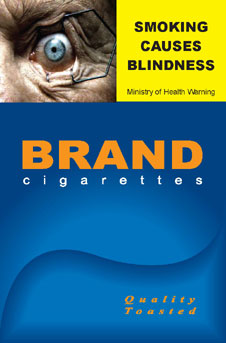 SMOKING
CAUSES
BLINDNESS
Ministry of Health Warning
BRAND
cigarettes
Quality
Toasted